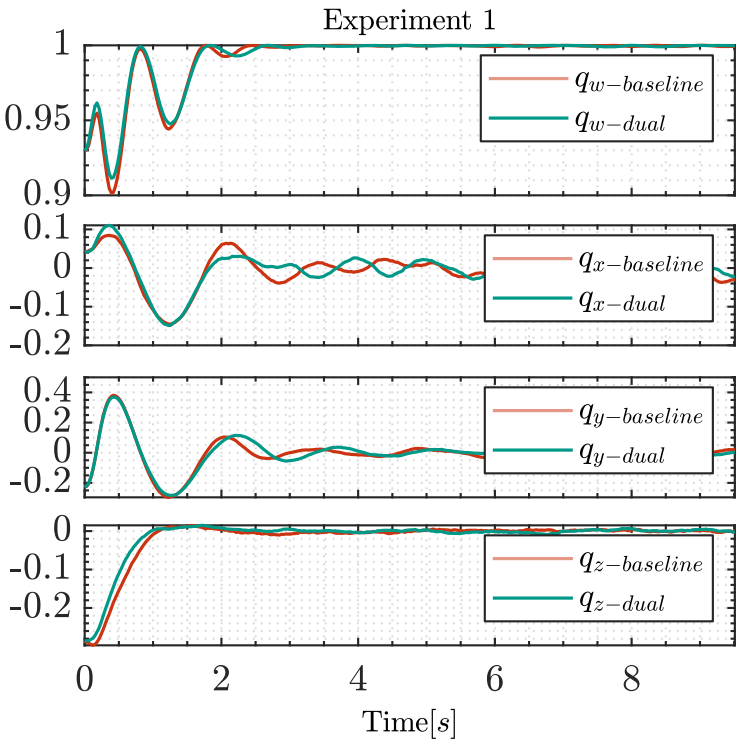 Experiment 1
1
0.95
0.9
q_{w-baseline}
q_{w-dual}
0.1
0
-0.1
-0.2
q_{x-baseline}
q_{x-dual}
0.4
0.2
0
-0.2
q_{y-baseline}
q_{y-dual}
0
-0.1
-0.2
q_{z-baseline}
q_{z-dual}
0 2 4 6 8
Time[s]